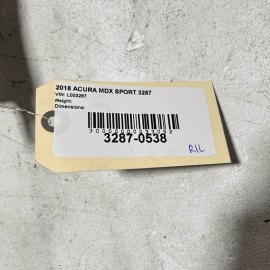 2018 ACURA MDX SPORT 3287
VIN: L003287
Weight:
Dimensions:
3287-0538
R/L